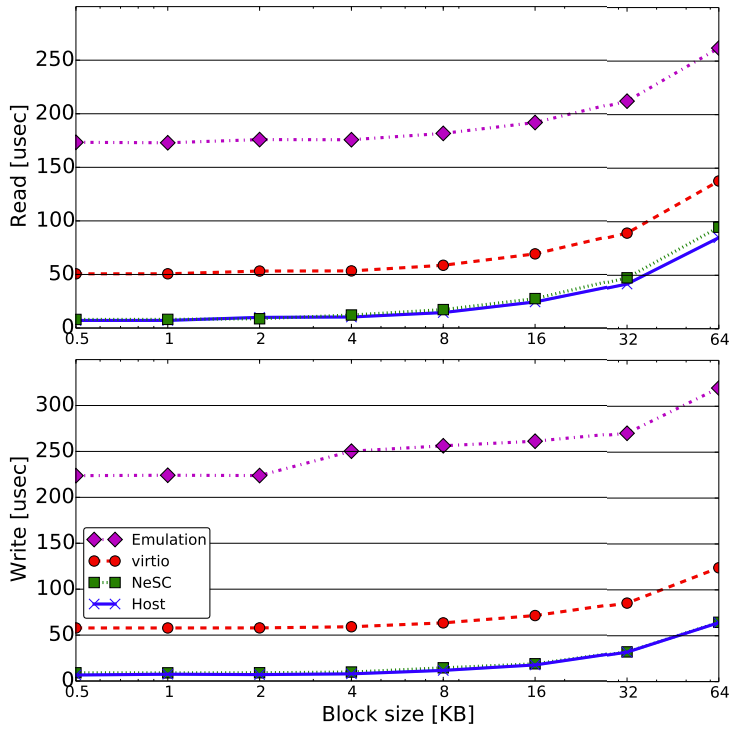 250
200
150
100
50
0
Read [usec]
0.5 1 2 4 8 16 32 64
300
250
200
150
100
50
0
Write [usec]
Emulation
virtio
NeSC
Host
0.5 1 2 4 8 16 32 64
Block size [KB]